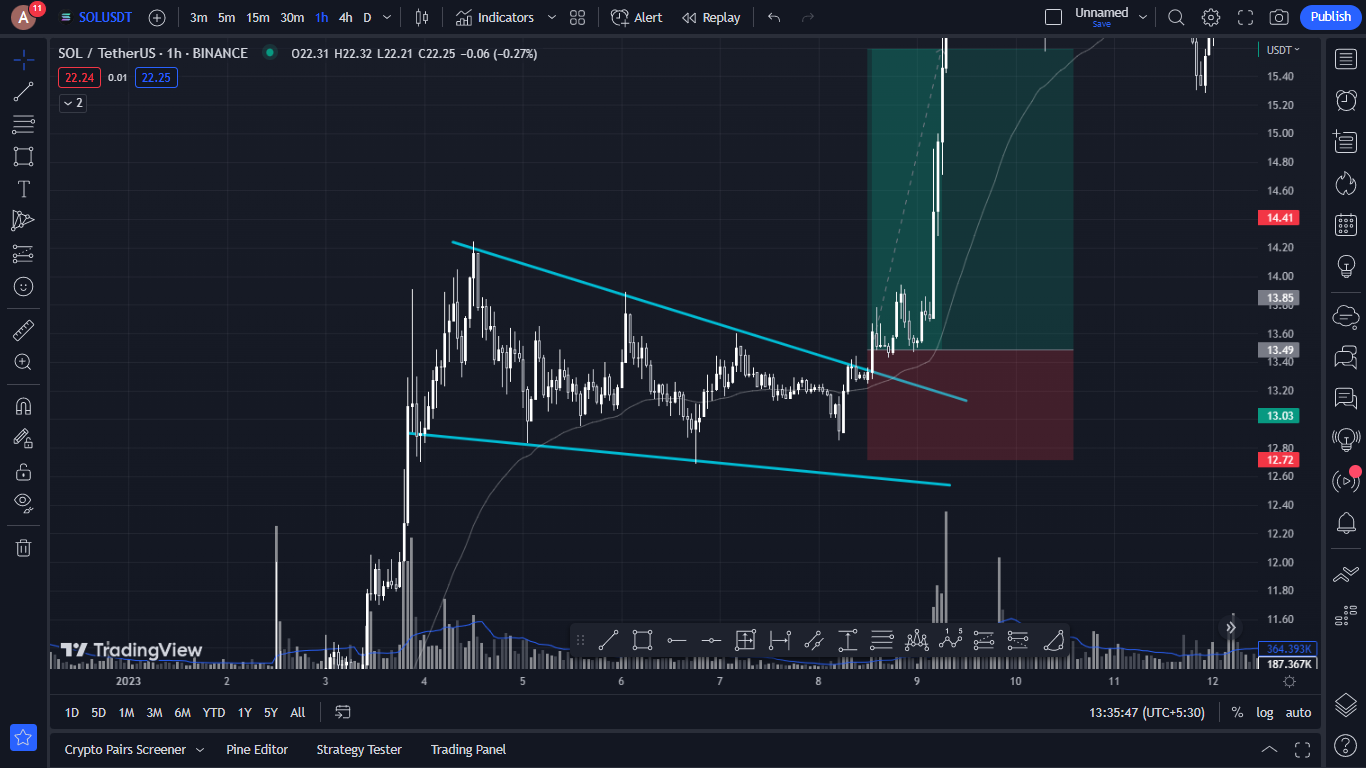 A 11 SOLUSDT 3m 5m 15m 30m 1h 4h D Indicators Alert Replay Unnamed Save Publish
SOL / TetherUS · 1h · BINANCE O22.31 H22.32 L22.21 C22.25 −0.06 (−0.27%)
USDT
22.24 0.01 22.25
2
15.40
15.20
15.00
14.80
14.60
14.41
14.20
14.00
13.85
13.80
13.60
13.49
13.40
13.20
13.03
12.80
12.72
12.60
12.40
12.20
12.00
11.80
11.60
TradingView
364.393K
187.367K
2023 2 3 4 5 6 7 8 9 10 11 12
1D 5D 1M 3M 6M YTD 1Y 5Y All 13:35:47 (UTC+5:30) % log auto
Crypto Pairs Screener Pine Editor Strategy Tester Trading Panel